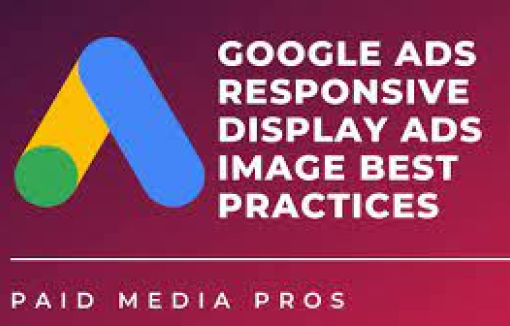 GOOGLE ADS
RESPONSIVE
DISPLAY ADS
IMAGE BEST
PRACTICES
PAID MEDIA PROS